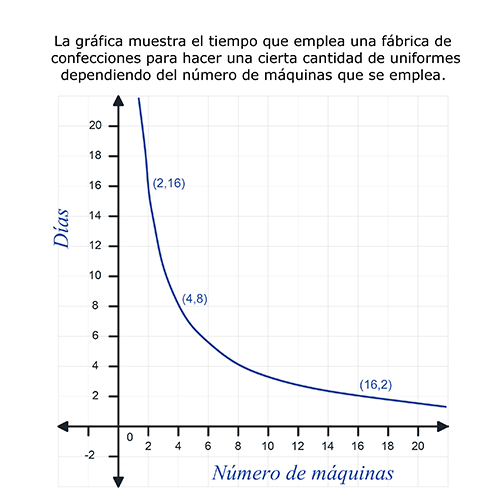 La gráfica muestra el tiempo que emplea una fábrica de
confecciones para hacer una cierta cantidad de uniformes
dependiendo del número de máquinas que se emplea.
20
18
16
(2,16)
14
Días
12
10
8
(4,8)
6
4
(16,2)
2
0
2 4 6 8 10 12 14 16 18 20
-2
Número de máquinas